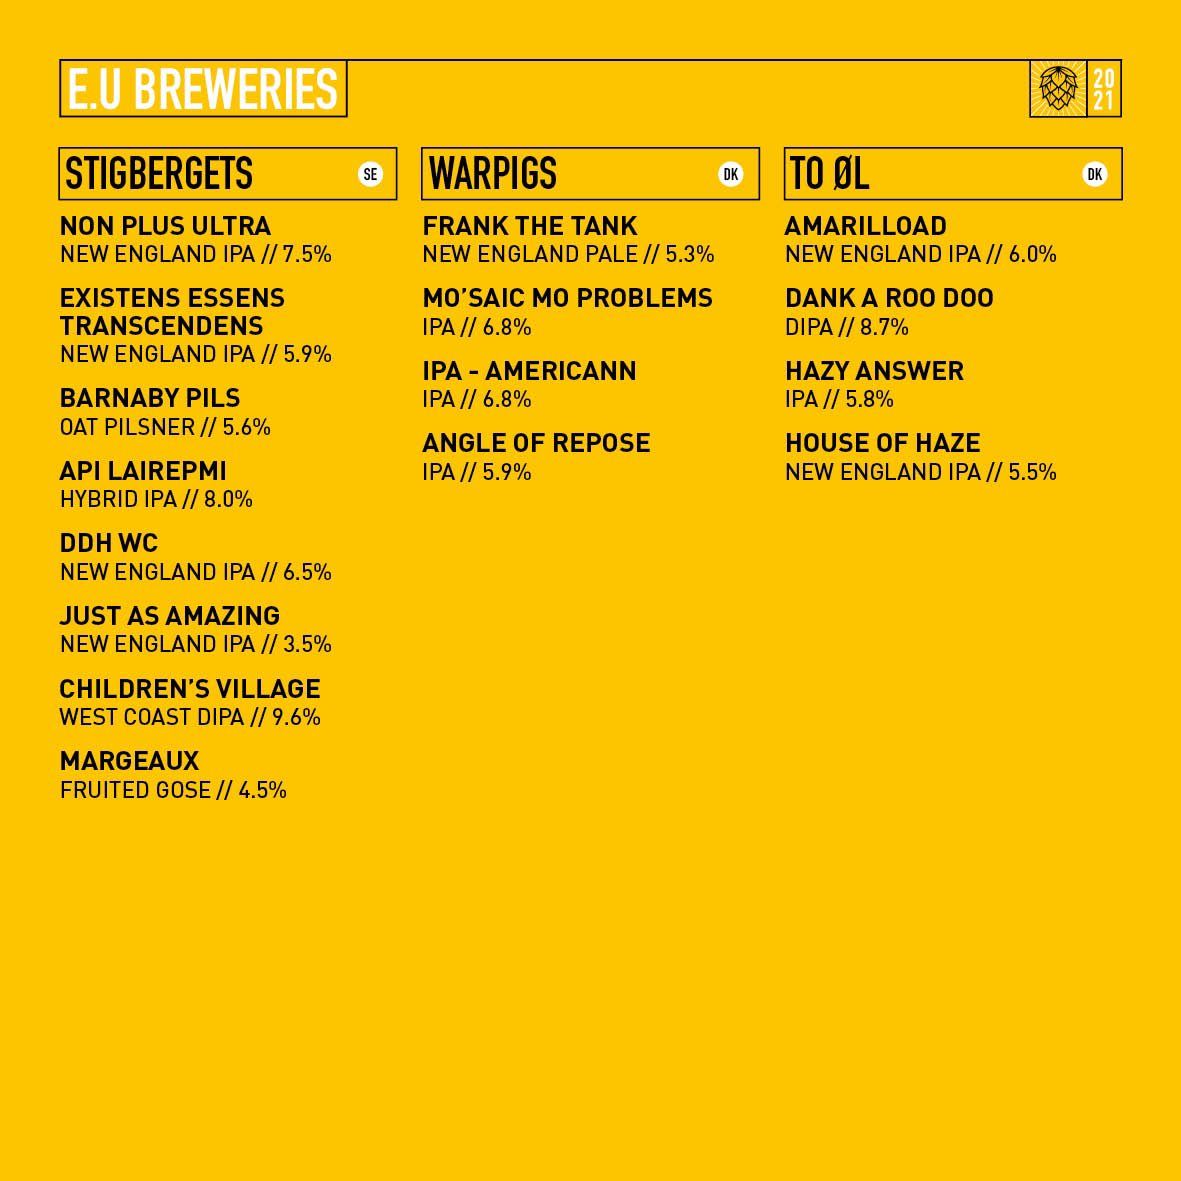 E.U BREWERIES
20
21
STIGBERGETS
SE
NON PLUS ULTRA
NEW ENGLAND IPA // 7.5%
EXISTENS ESSENS
TRANSCENDENS
NEW ENGLAND IPA // 5.9%
BARNABY PILS
OAT PILSNER // 5.6%
API LAIREPMI
HYBRID IPA // 8.0%
DDH WC
NEW ENGLAND IPA // 6.5%
JUST AS AMAZING
NEW ENGLAND IPA // 3.5%
CHILDREN’S VILLAGE
WEST COAST DIPA // 9.6%
MARGEAUX
FRUITED GOSE // 4.5%
WARPIGS
DK
FRANK THE TANK
NEW ENGLAND PALE // 5.3%
MO’SAIC MO PROBLEMS
IPA // 6.8%
IPA - AMERICANN
IPA // 6.8%
ANGLE OF REPOSE
IPA // 5.9%
TO ØL
DK
AMARILLOAD
NEW ENGLAND IPA // 6.0%
DANK A ROO DOO
DIPA // 8.7%
HAZY ANSWER
IPA // 5.8%
HOUSE OF HAZE
NEW ENGLAND IPA // 5.5%